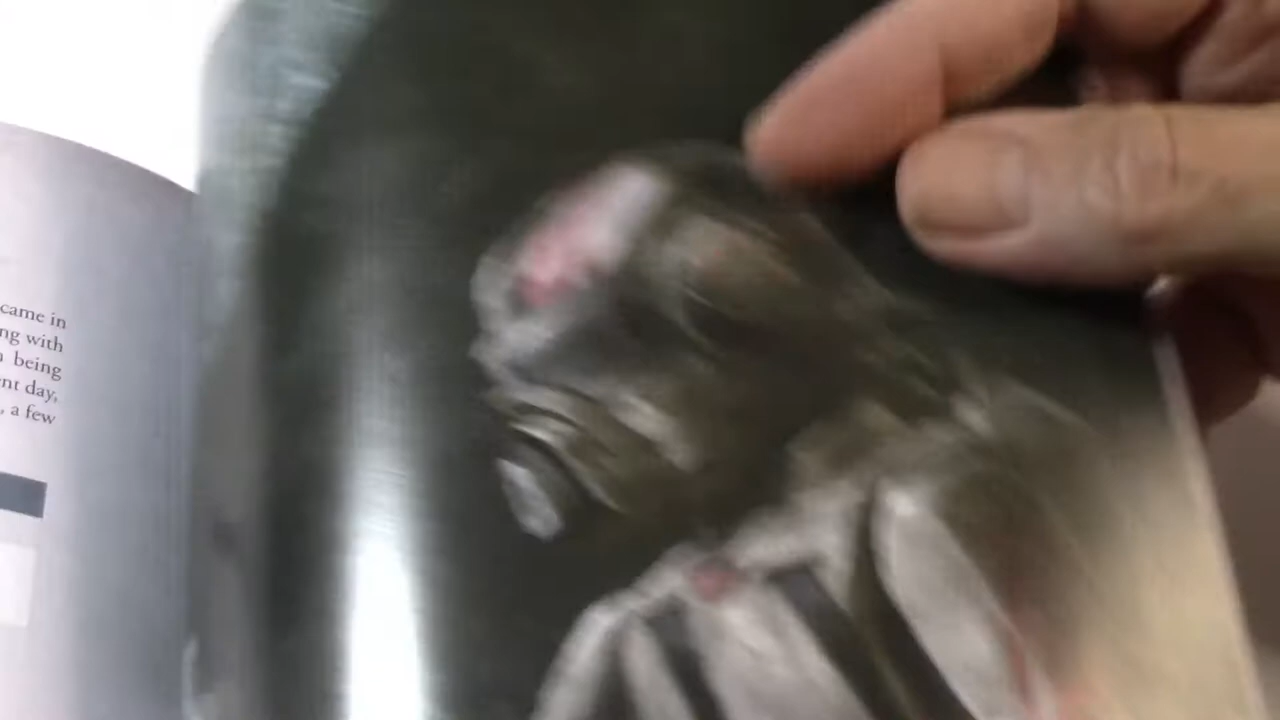 came in
ng with
being
nt day,
, a few